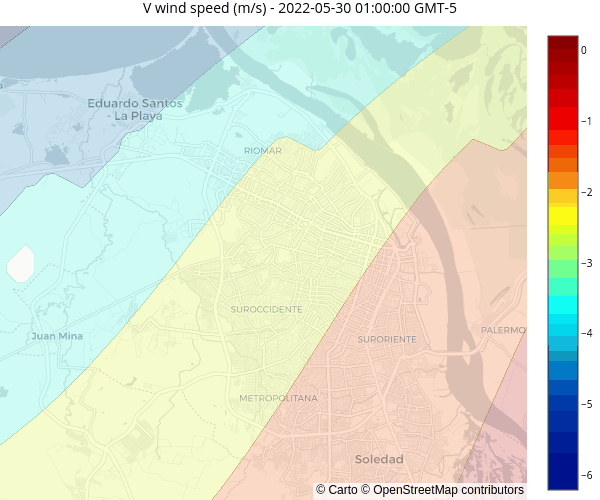 V wind speed (m/s) - 2022-05-30 01:00:00 GMT-5
Eduardo Santos
- La Playa
RIOMAR
SUROCCIDENTE
Juan Mina
SURORIENTE
PALERMO
METROPOLITANA
Soledad
© Carto © OpenStreetMap contributors
0
−1
−2
−3
−4
−5
−6